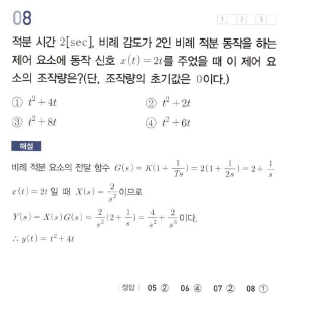 08
1 2 3
적분 시간 2[sec], 비례 감도가 2인 비례 적분 동작을 하는
제어 요소에 동작 신호 x(t) = 2t를 주었을 때 이 제어 요
소의 조작량은?(단, 조작량의 초기값은 0이다.)
① t² + 4t ② t² + 2t
③ t² + 8t ④ t² + 6t
해설
비례 적분 요소의 전달 함수 G(s) = K(1 + 1/Ts) = 2(1 + 1/2s) = 2 + 1/s
x(t) = 2t 일 때 X(s) = 2/s² 이므로
Y(s) = X(s)G(s) = 2/s²(2 + 1/s) = 4/s² + 2/s³ 이다.
∴ y(t) = t² + 4t
정답 05 ② 06 ④ 07 ② 08 ①